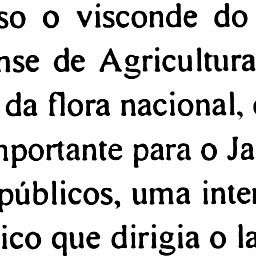 so o visconde do
nse de Agricultura
da flora nacional,
mportante para o Ja
públicos, uma inter
ico que dirigia o la